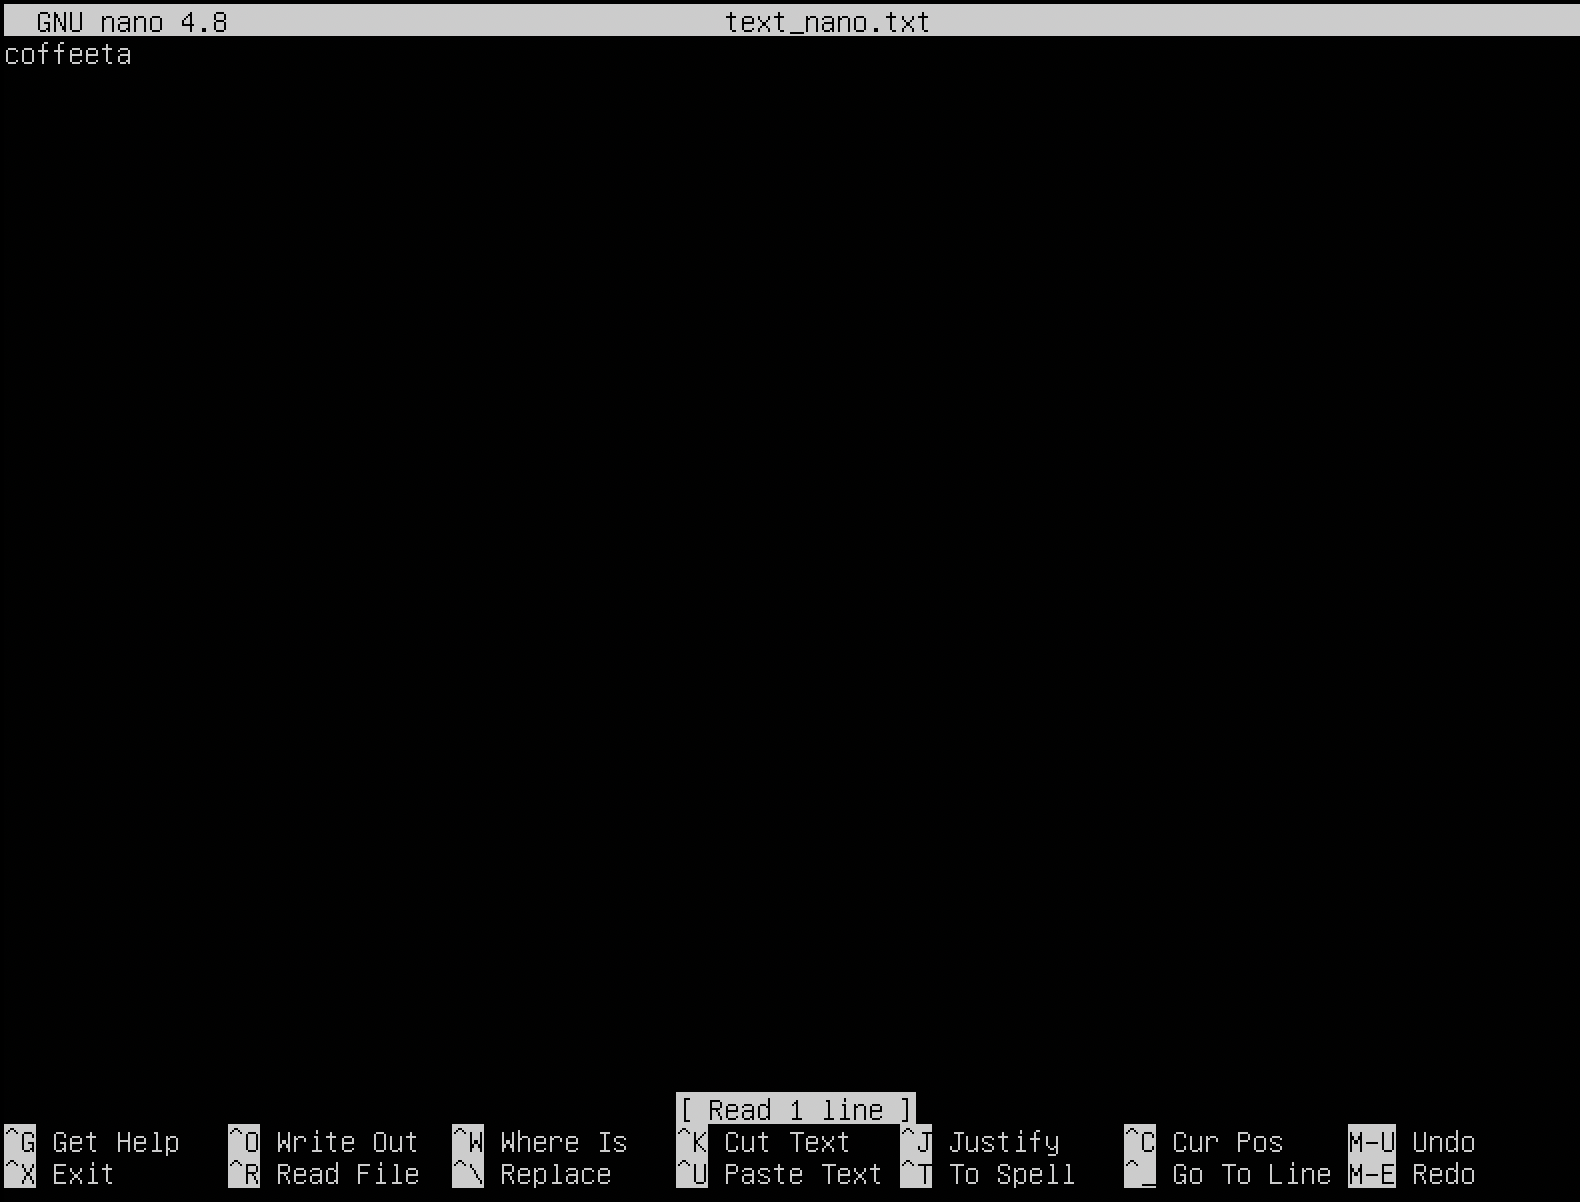 GNU nano 4.8 text_nano.txt
coffeeta
[ Read 1 line ]
^G Get Help ^O Write Out ^W Where Is ^K Cut Text ^J Justify ^C Cur Pos M-U Undo
^X Exit ^R Read File ^\ Replace ^U Paste Text ^T To Spell ^_ Go To Line M-E Redo